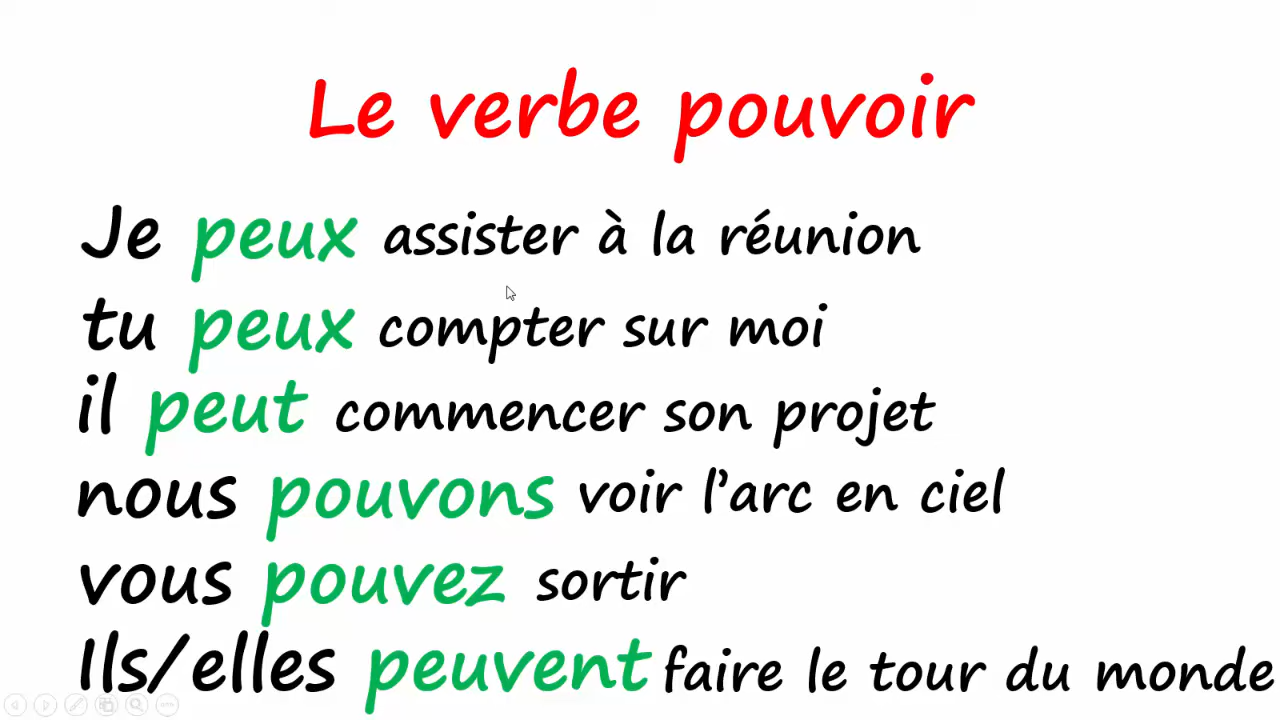 Le verbe pouvoir
Je peux assister à la réunion
tu peux compter sur moi
il peut commencer son projet
nous pouvons voir l’arc en ciel
vous pouvez sortir
Ils/elles peuvent faire le tour du monde